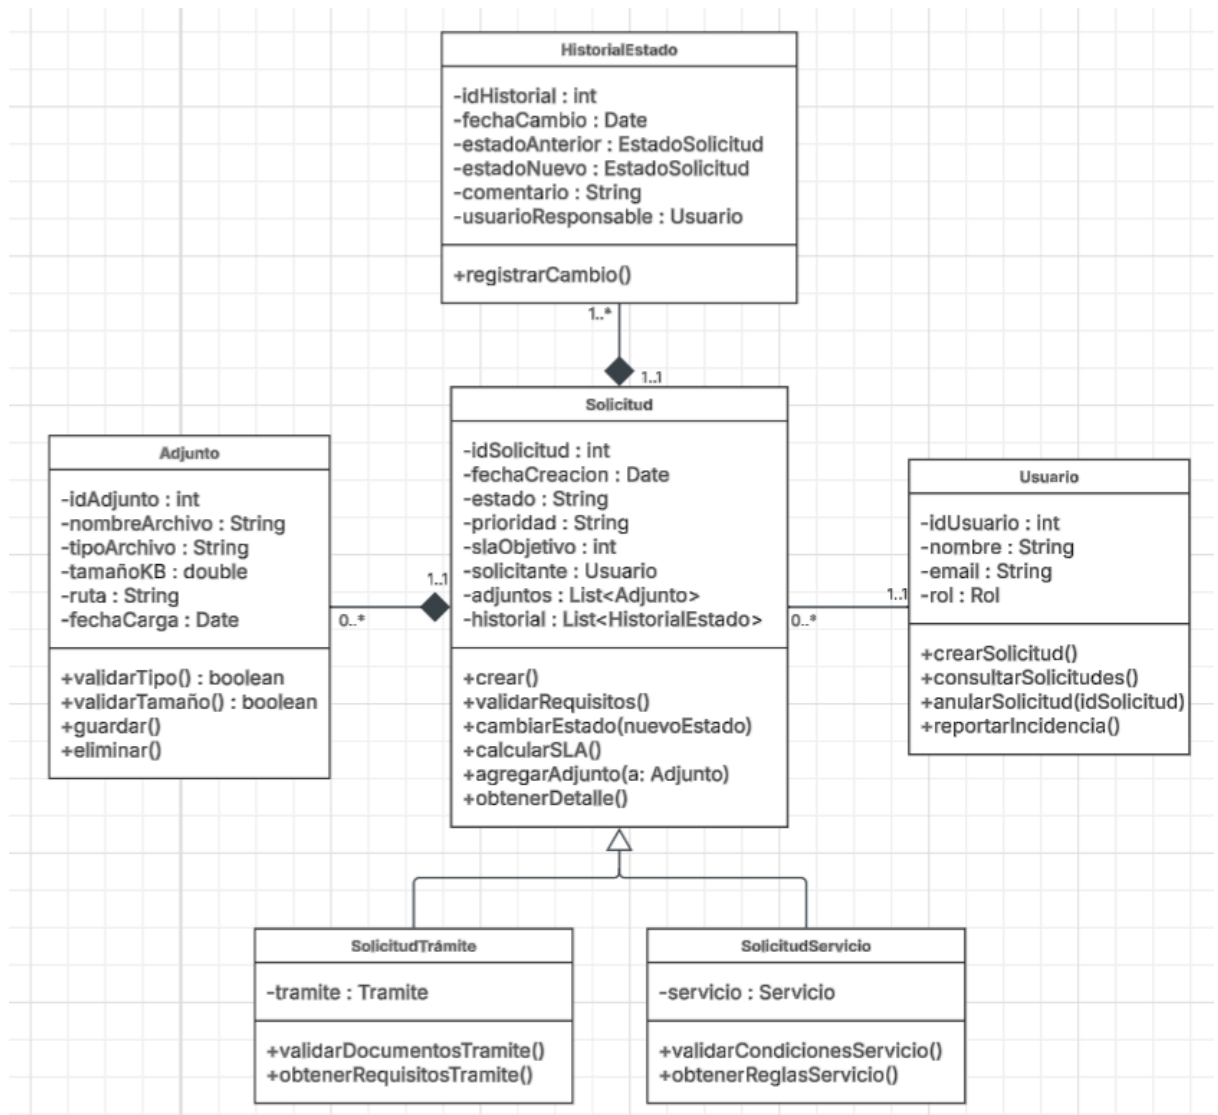 HistorialEstado
-idHistorial : int
-fechaCambio : Date
-estadoAnterior : EstadoSolicitud
-estadoNuevo : EstadoSolicitud
-comentario : String
-usuarioResponsable : Usuario
+registrarCambio()
1..*
1..1
Solicitud
-idSolicitud : int
-fechaCreacion : Date
-estado : String
-prioridad : String
-slaObjetivo : int
-solicitante : Usuario
-adjuntos : List<Adjunto>
-historial : List<HistorialEstado>
+crear()
+validarRequisitos()
+cambiarEstado(nuevoEstado)
+calcularSLA()
+agregarAdjunto(a: Adjunto)
+obtenerDetalle()
Adjunto
-idAdjunto : int
-nombreArchivo : String
-tipoArchivo : String
-tamañoKB : double
-ruta : String
-fechaCarga : Date
+validarTipo() : boolean
+validarTamaño() : boolean
+guardar()
+eliminar()
1..1
0..*
Usuario
-idUsuario : int
-nombre : String
-email : String
-rol : Rol
+crearSolicitud()
+consultarSolicitudes()
+anularSolicitud(idSolicitud)
+reportarIncidencia()
1..1
0..*
SolicitudTrámite
-tramite : Tramite
+validarDocumentosTramite()
+obtenerRequisitosTramite()
SolicitudServicio
-servicio : Servicio
+validarCondicionesServicio()
+obtenerReglasServicio()